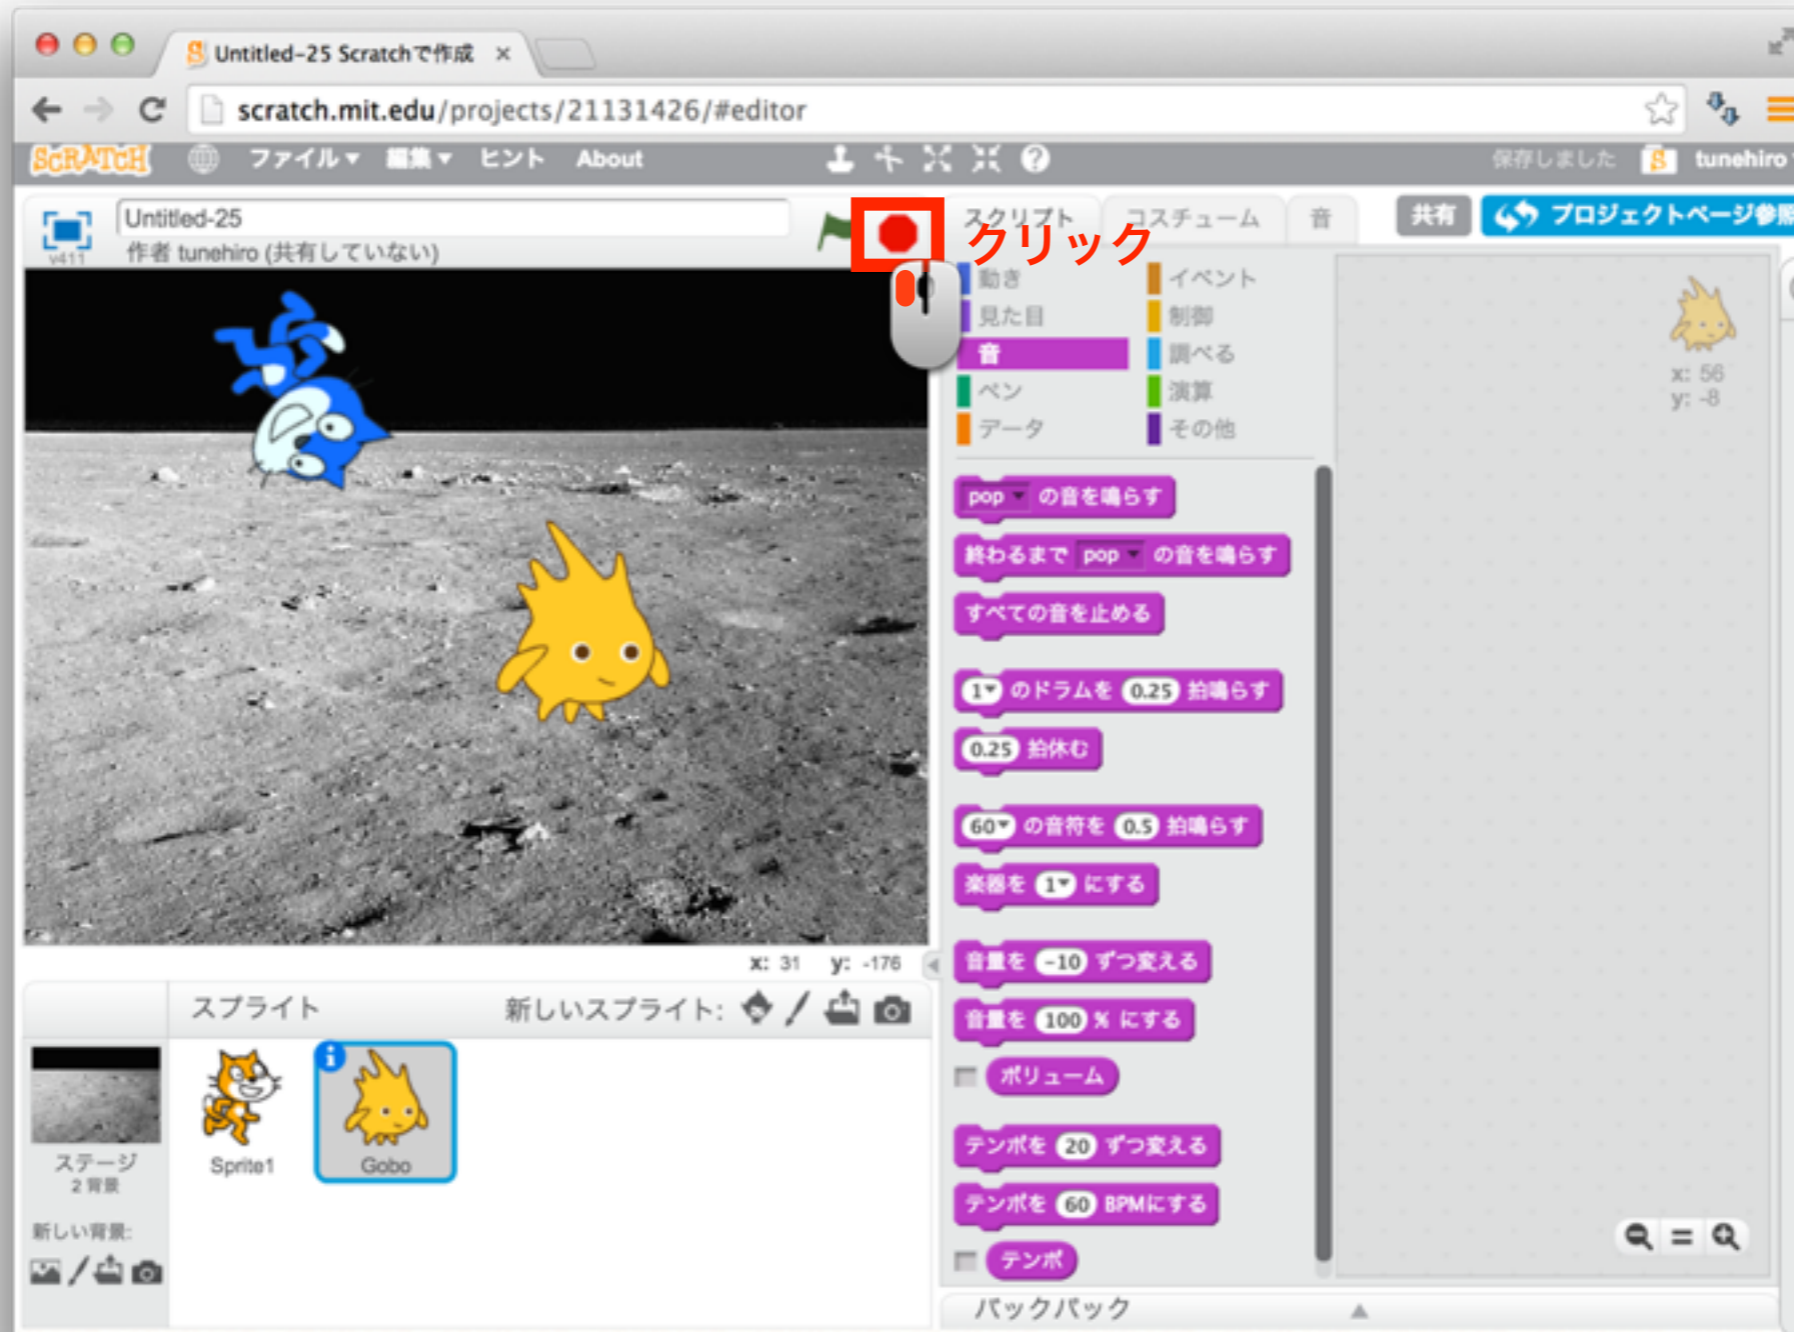 Untitled-25 Scratchで作成
scratch.mit.edu/projects/21131426/#editor
SCRATCH ファイル 編集 ヒント About 保存しました tunehiro
v411 Untitled-25
作者 tunehiro (共有していない)
スクリプト コスチューム 音 共有 プロジェクトページ参照
クリック
動き イベント
見た目 制御
音 調べる
ペン 演算
データ その他
x: 56
y: -8
pop の音を鳴らす
終わるまで pop の音を鳴らす
すべての音を止める
1 のドラムを 0.25 拍鳴らす
0.25 拍休む
60 の音符を 0.5 拍鳴らす
楽器を 1 にする
音量を -10 ずつ変える
音量を 100 % にする
ボリューム
テンポを 20 ずつ変える
テンポを 60 BPMにする
テンポ
x: 31 y: -176
スプライト 新しいスプライト:
Sprite1 Gobo
ステージ
2 背景
新しい背景:
バックパック